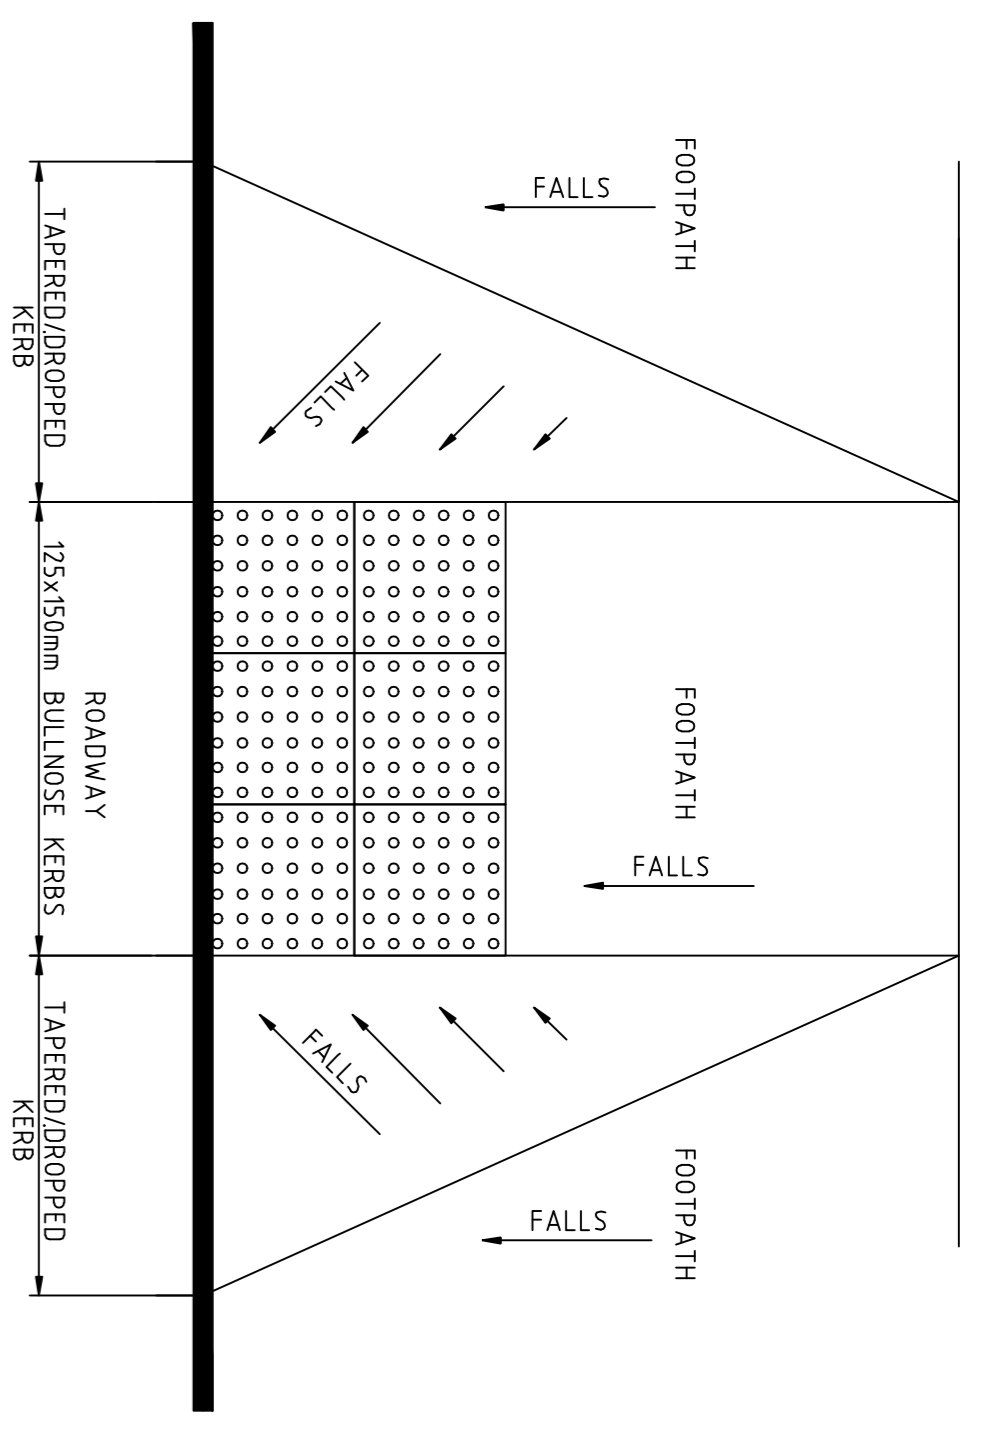 FOOTPATH
FALLS
FALLS
TAPERED/DROPPED
KERB
FOOTPATH
FALLS
ROADWAY
125x150mm BULLNOSE KERBS
FOOTPATH
FALLS
FALLS
TAPERED/DROPPED
KERB